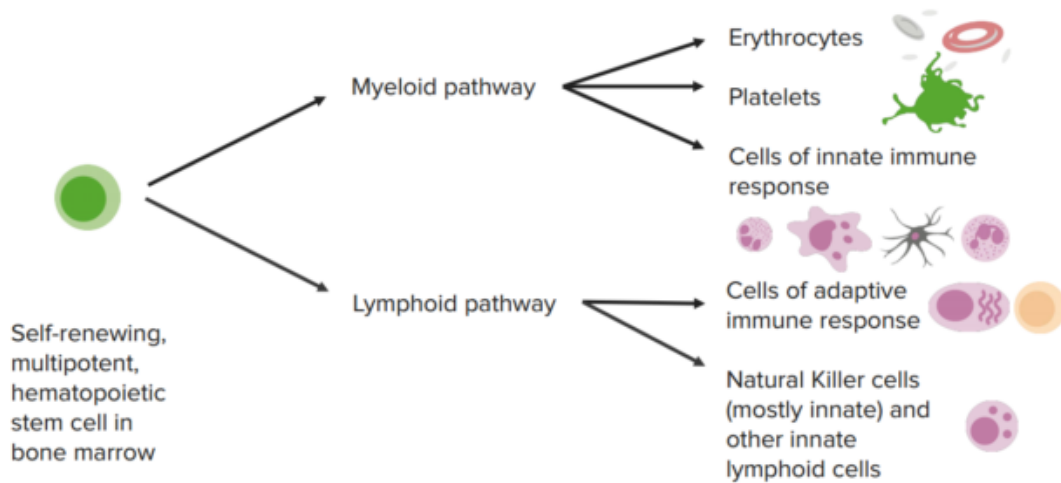 Erythrocytes
Myeloid pathway
Platelets
Cells of innate immune
response
Lymphoid pathway
Cells of adaptive
immune response
Self-renewing,
multipotent,
hematopoietic
stem cell in
bone marrow
Natural Killer cells
(mostly innate) and
other innate
lymphoid cells